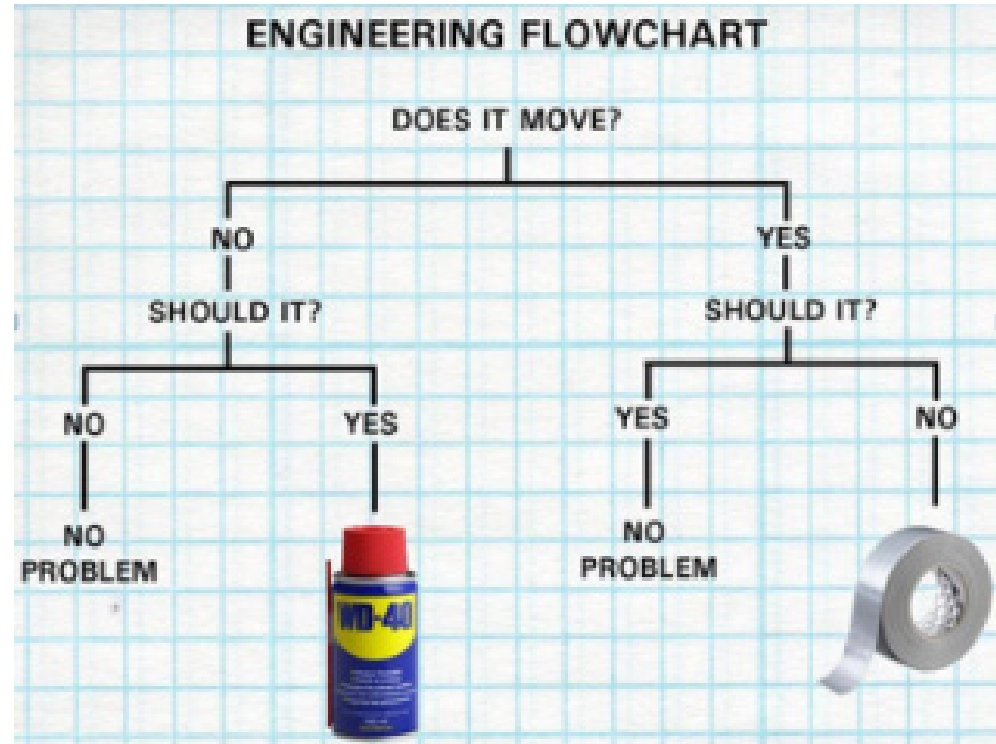 ENGINEERING FLOWCHART
DOES IT MOVE?
NO
YES
SHOULD IT?
SHOULD IT?
NO
YES
YES
NO
NO
PROBLEM
NO
PROBLEM
WD-40